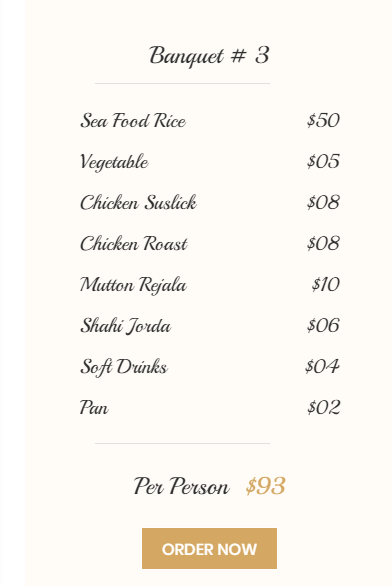 Banquet # 3
Sea Food Rice $50
Vegetable $05
Chicken Suslick $08
Chicken Roast $08
Mutton Rejala $10
Shahi Jorda $06
Soft Drinks $04
Pan $02
Per Person $93
ORDER NOW